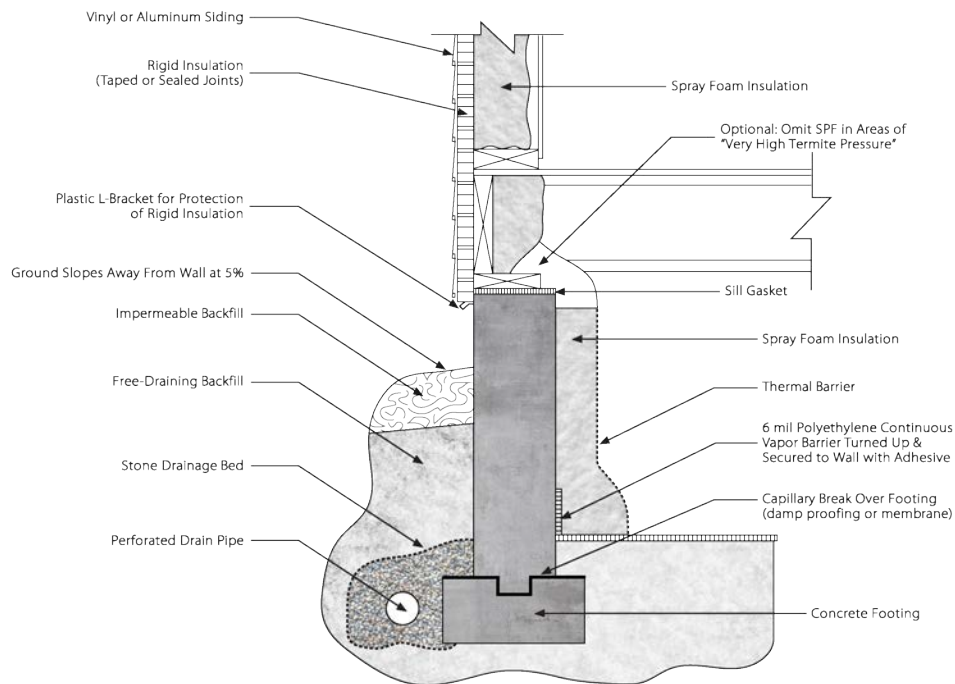 Vinyl or Aluminum Siding
Rigid Insulation
(Taped or Sealed Joints)
Plastic L-Bracket for Protection
of Rigid Insulation
Ground Slopes Away From Wall at 5%
Impermeable Backfill
Free-Draining Backfill
Stone Drainage Bed
Perforated Drain Pipe
Spray Foam Insulation
Optional: Omit SPF in Areas of
"Very High Termite Pressure"
Sill Gasket
Spray Foam Insulation
Thermal Barrier
6 mil Polyethylene Continuous
Vapor Barrier Turned Up &
Secured to Wall with Adhesive
Capillary Break Over Footing
(damp proofing or membrane)
Concrete Footing